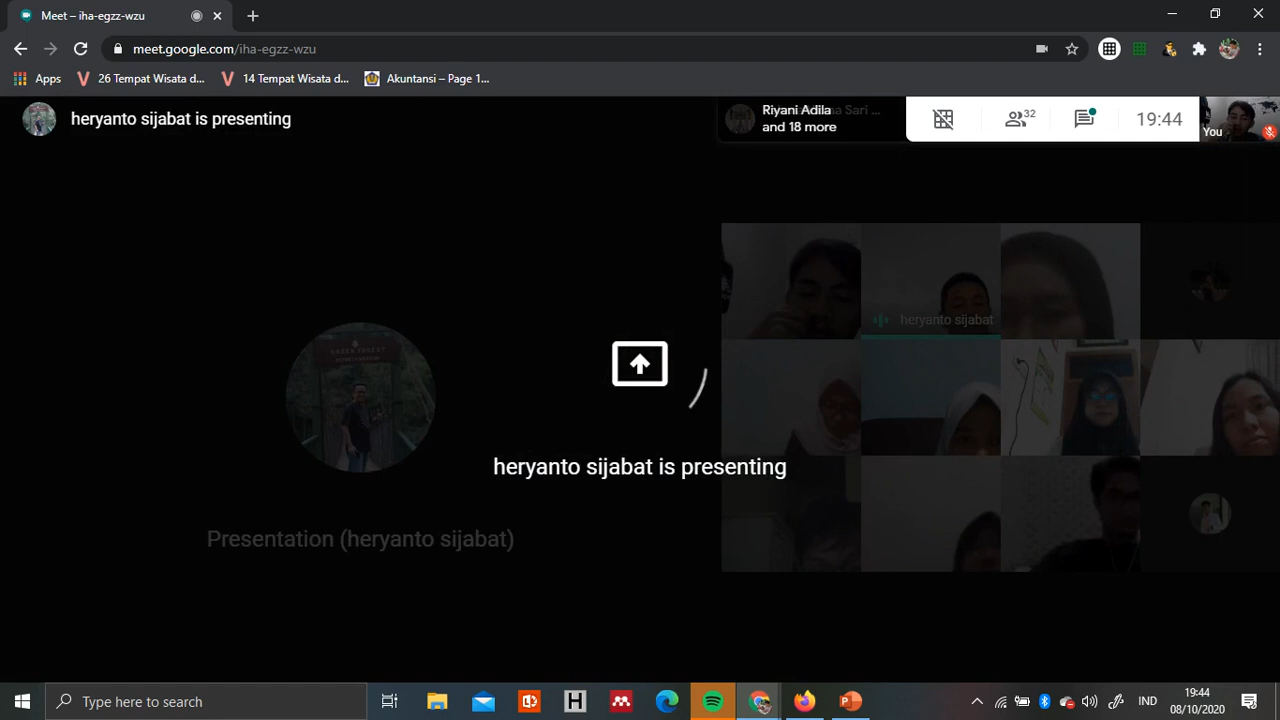 Meet – iha-egzz-wzu
meet.google.com/iha-egzz-wzu
Apps
26 Tempat Wisata d...
14 Tempat Wisata d...
Akuntansi – Page 1...
heryanto sijabat is presenting
Riyani Adila
Sari ...
and 18 more
32
19:44
You
heryanto sijabat
heryanto sijabat is presenting
Presentation (heryanto sijabat)
Type here to search
H
IND
19:44
08/10/2020